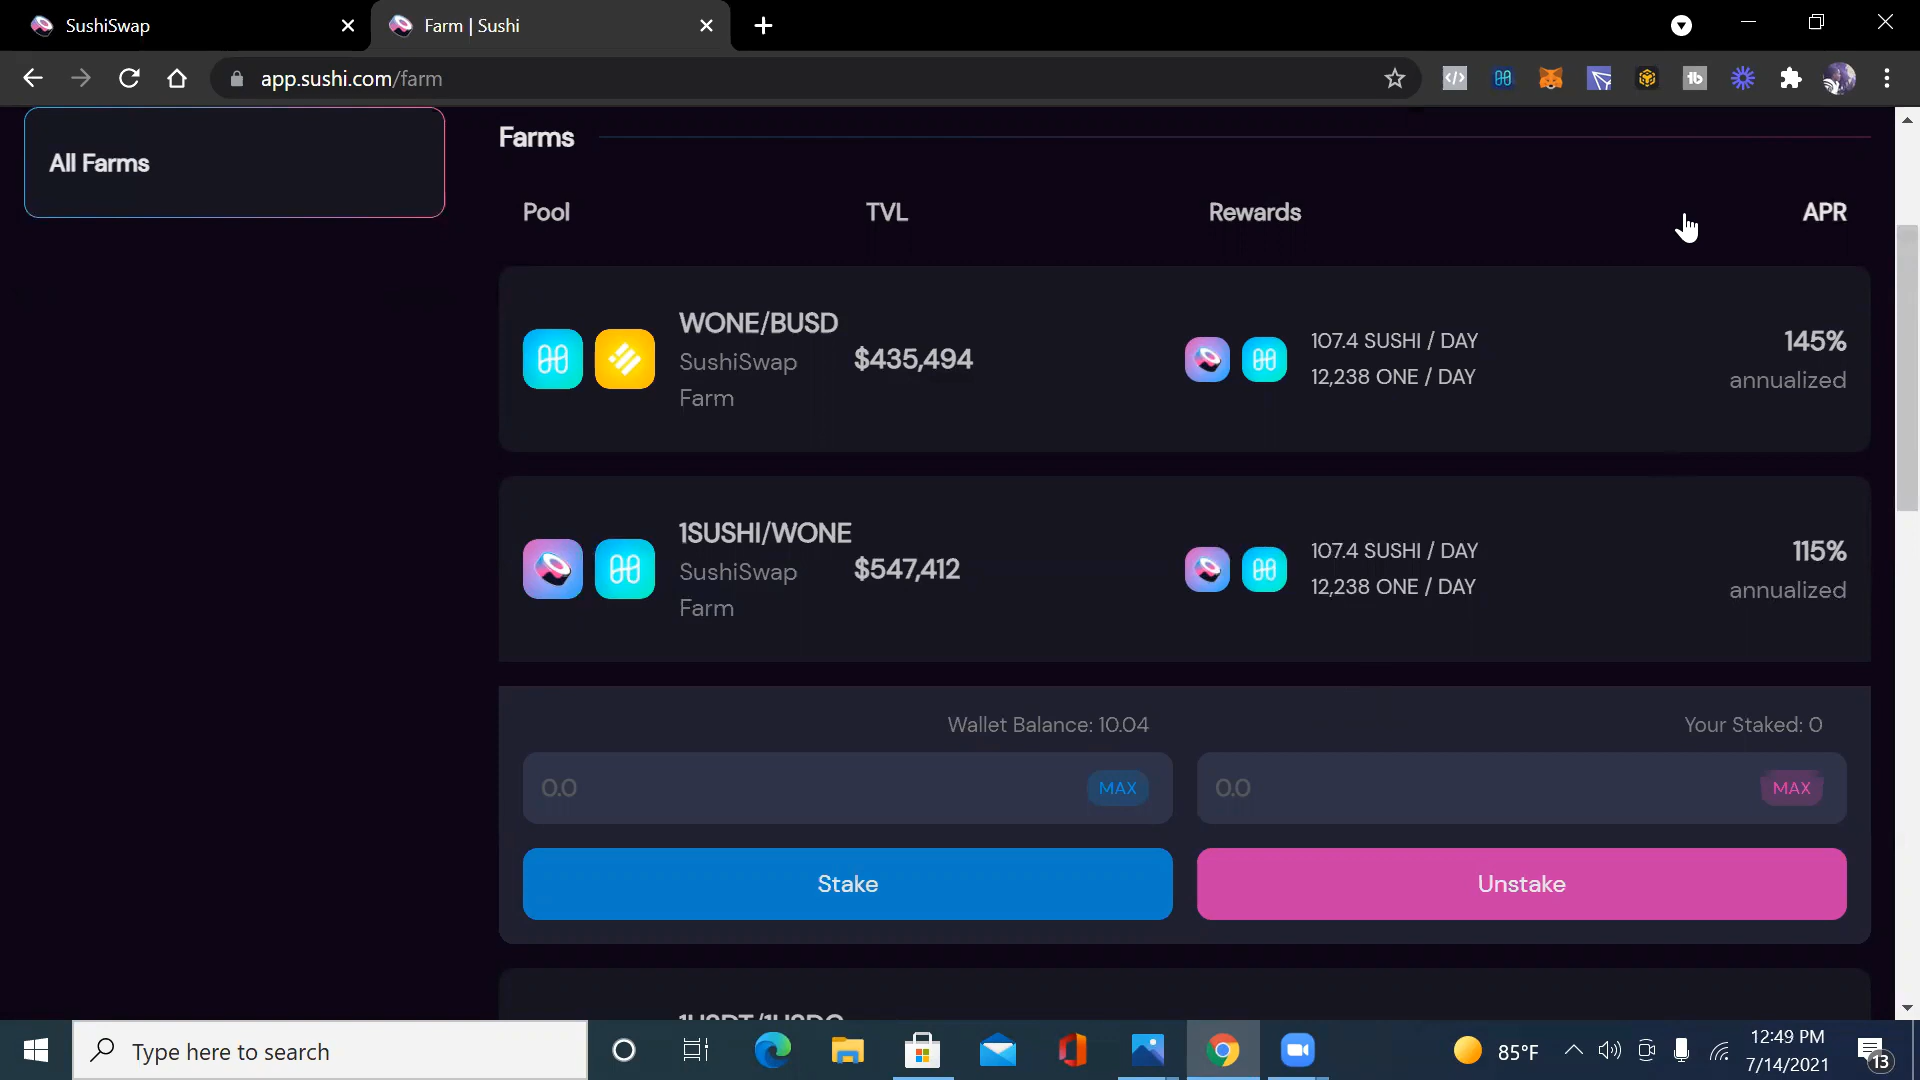 SushiSwap
Farm | Sushi
app.sushi.com/farm
All Farms
Farms
Pool TVL Rewards APR
WONE/BUSD
SushiSwap
Farm
$435,494
107.4 SUSHI / DAY
12,238 ONE / DAY
145%
annualized
1SUSHI/WONE
SushiSwap
Farm
$547,412
107.4 SUSHI / DAY
12,238 ONE / DAY
115%
annualized
Wallet Balance: 10.04
Your Staked: 0
0.0 MAX
0.0 MAX
Stake
Unstake
1USDT/1USDC
Type here to search
85°F
12:49 PM
7/14/2021
13